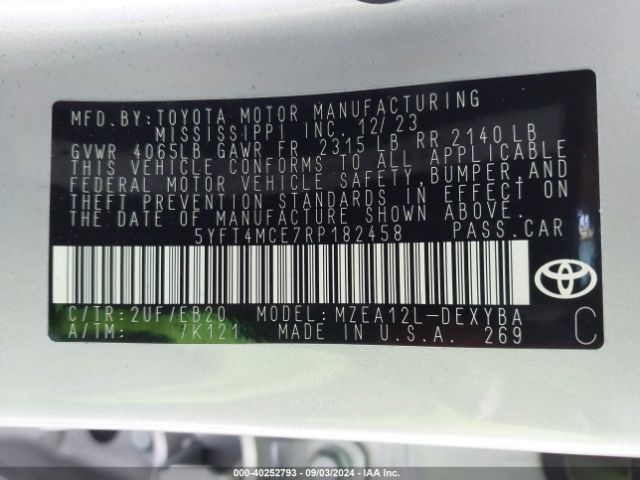 MFD. BY: TOYOTA MOTOR MANUFACTURING
MISSISSIPPI INC. 12/23
GVWR 4065LB GAWR FR 2315 LB RR 2140 LB
THIS VEHICLE CONFORMS TO ALL APPLICABLE
FEDERAL MOTOR VEHICLE SAFETY, BUMPER, AND
THEFT PREVENTION STANDARDS IN EFFECT ON
THE DATE OF MANUFACTURE SHOWN ABOVE.
5YFT4MCE7RP182458 PASS.CAR
C/TR: 2UF/EB20 MODEL: MZEA12L-DEXYBA
A/TM: /K121 MADE IN U.S.A. 269 C
000-40252793 - 09/03/2024 - IAA Inc.